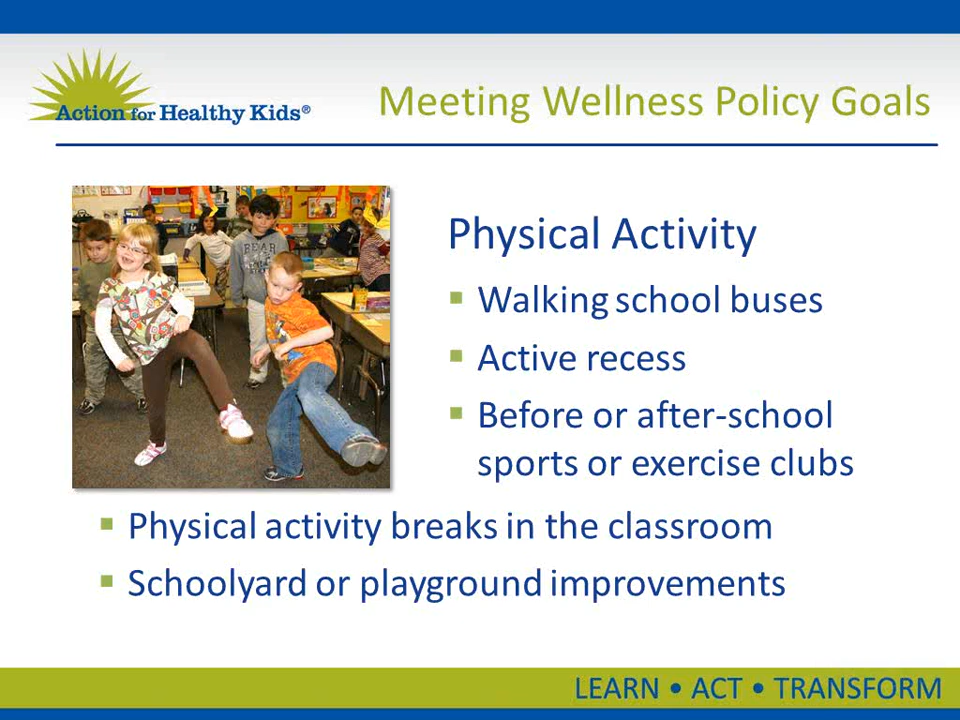 Action for Healthy Kids®
Meeting Wellness Policy Goals
Physical Activity
▪ Walking school buses
▪ Active recess
▪ Before or after-school
sports or exercise clubs
▪ Physical activity breaks in the classroom
▪ Schoolyard or playground improvements
LEARN • ACT • TRANSFORM